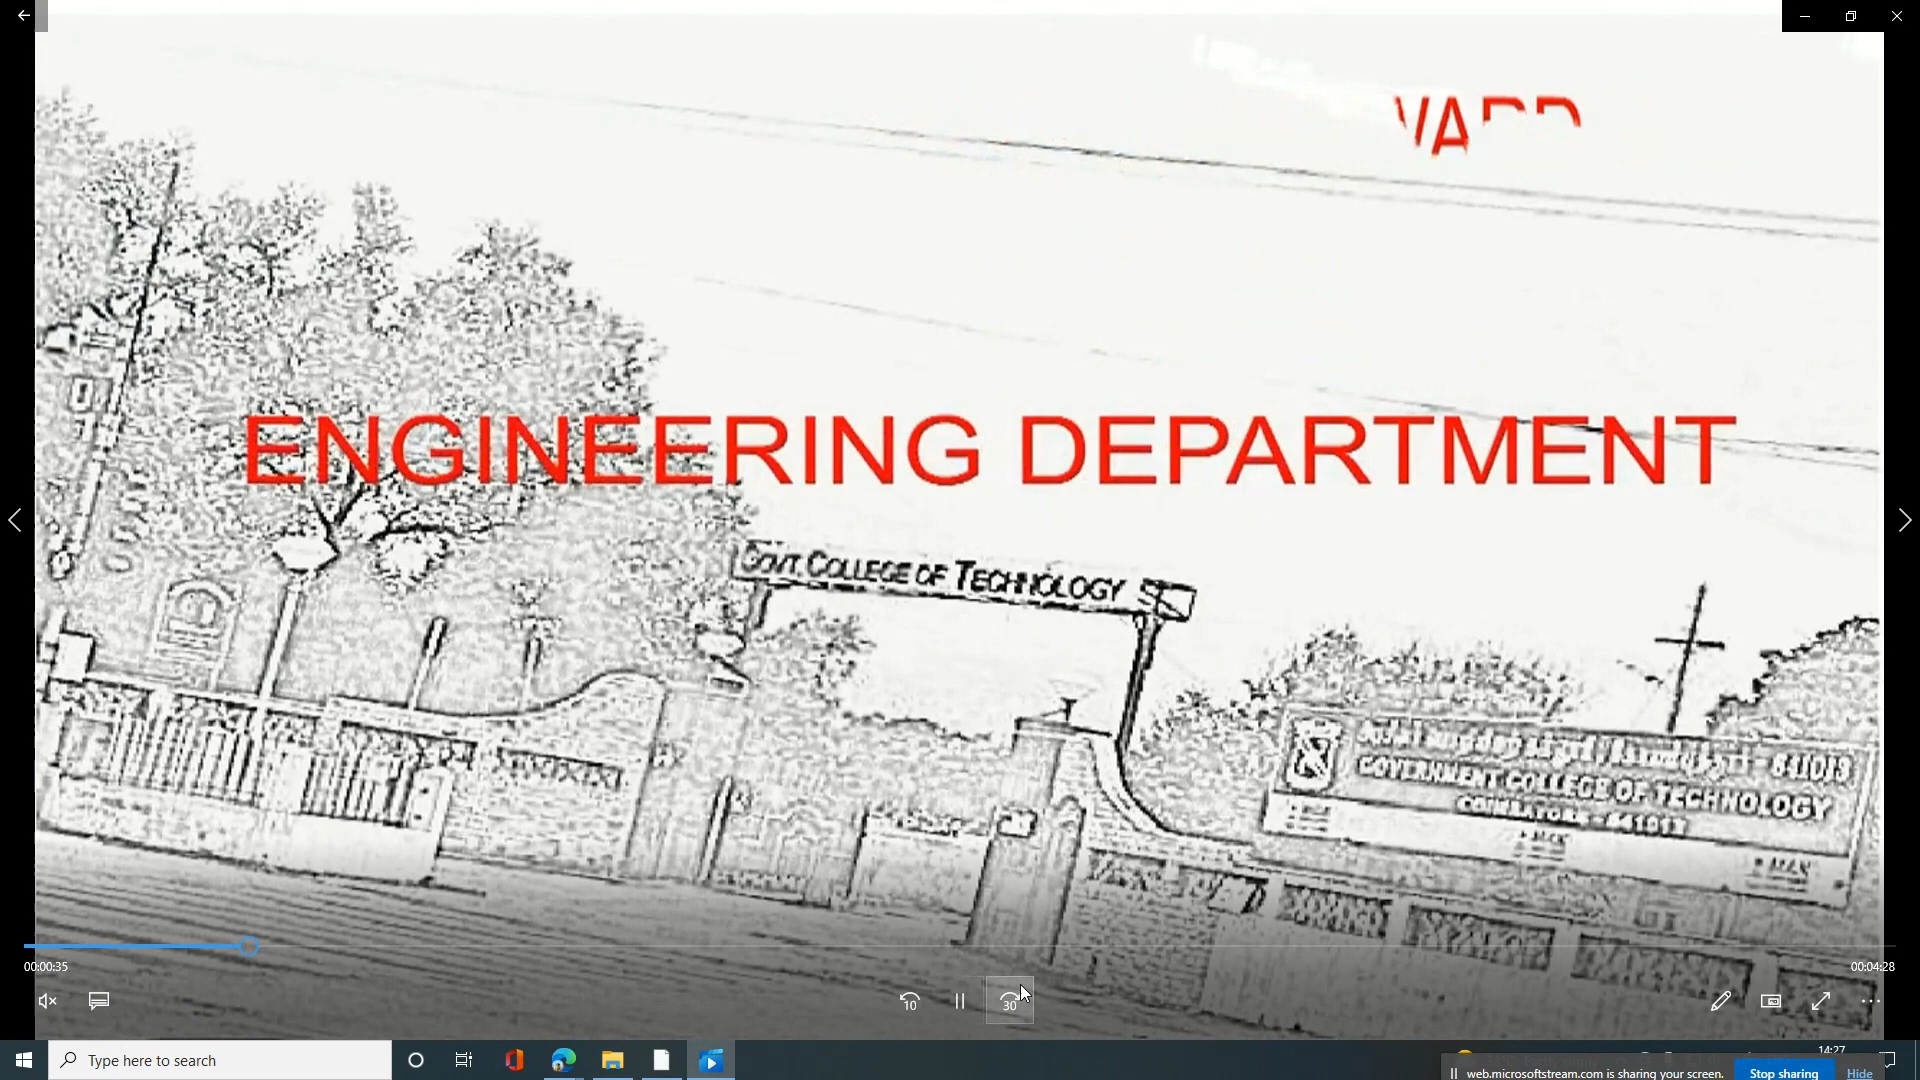 ENGINEERING DEPARTMENT
GOVT. COLLEGE OF TECHNOLOGY
641013
GOVERNMENT COLLEGE OF TECHNOLOGY
COIMBATORE - 641013
00:00:35
00:04:28
10
30
Type here to search
14:27
web.microsoftstream.com is sharing your screen.
Stop sharing
Hide